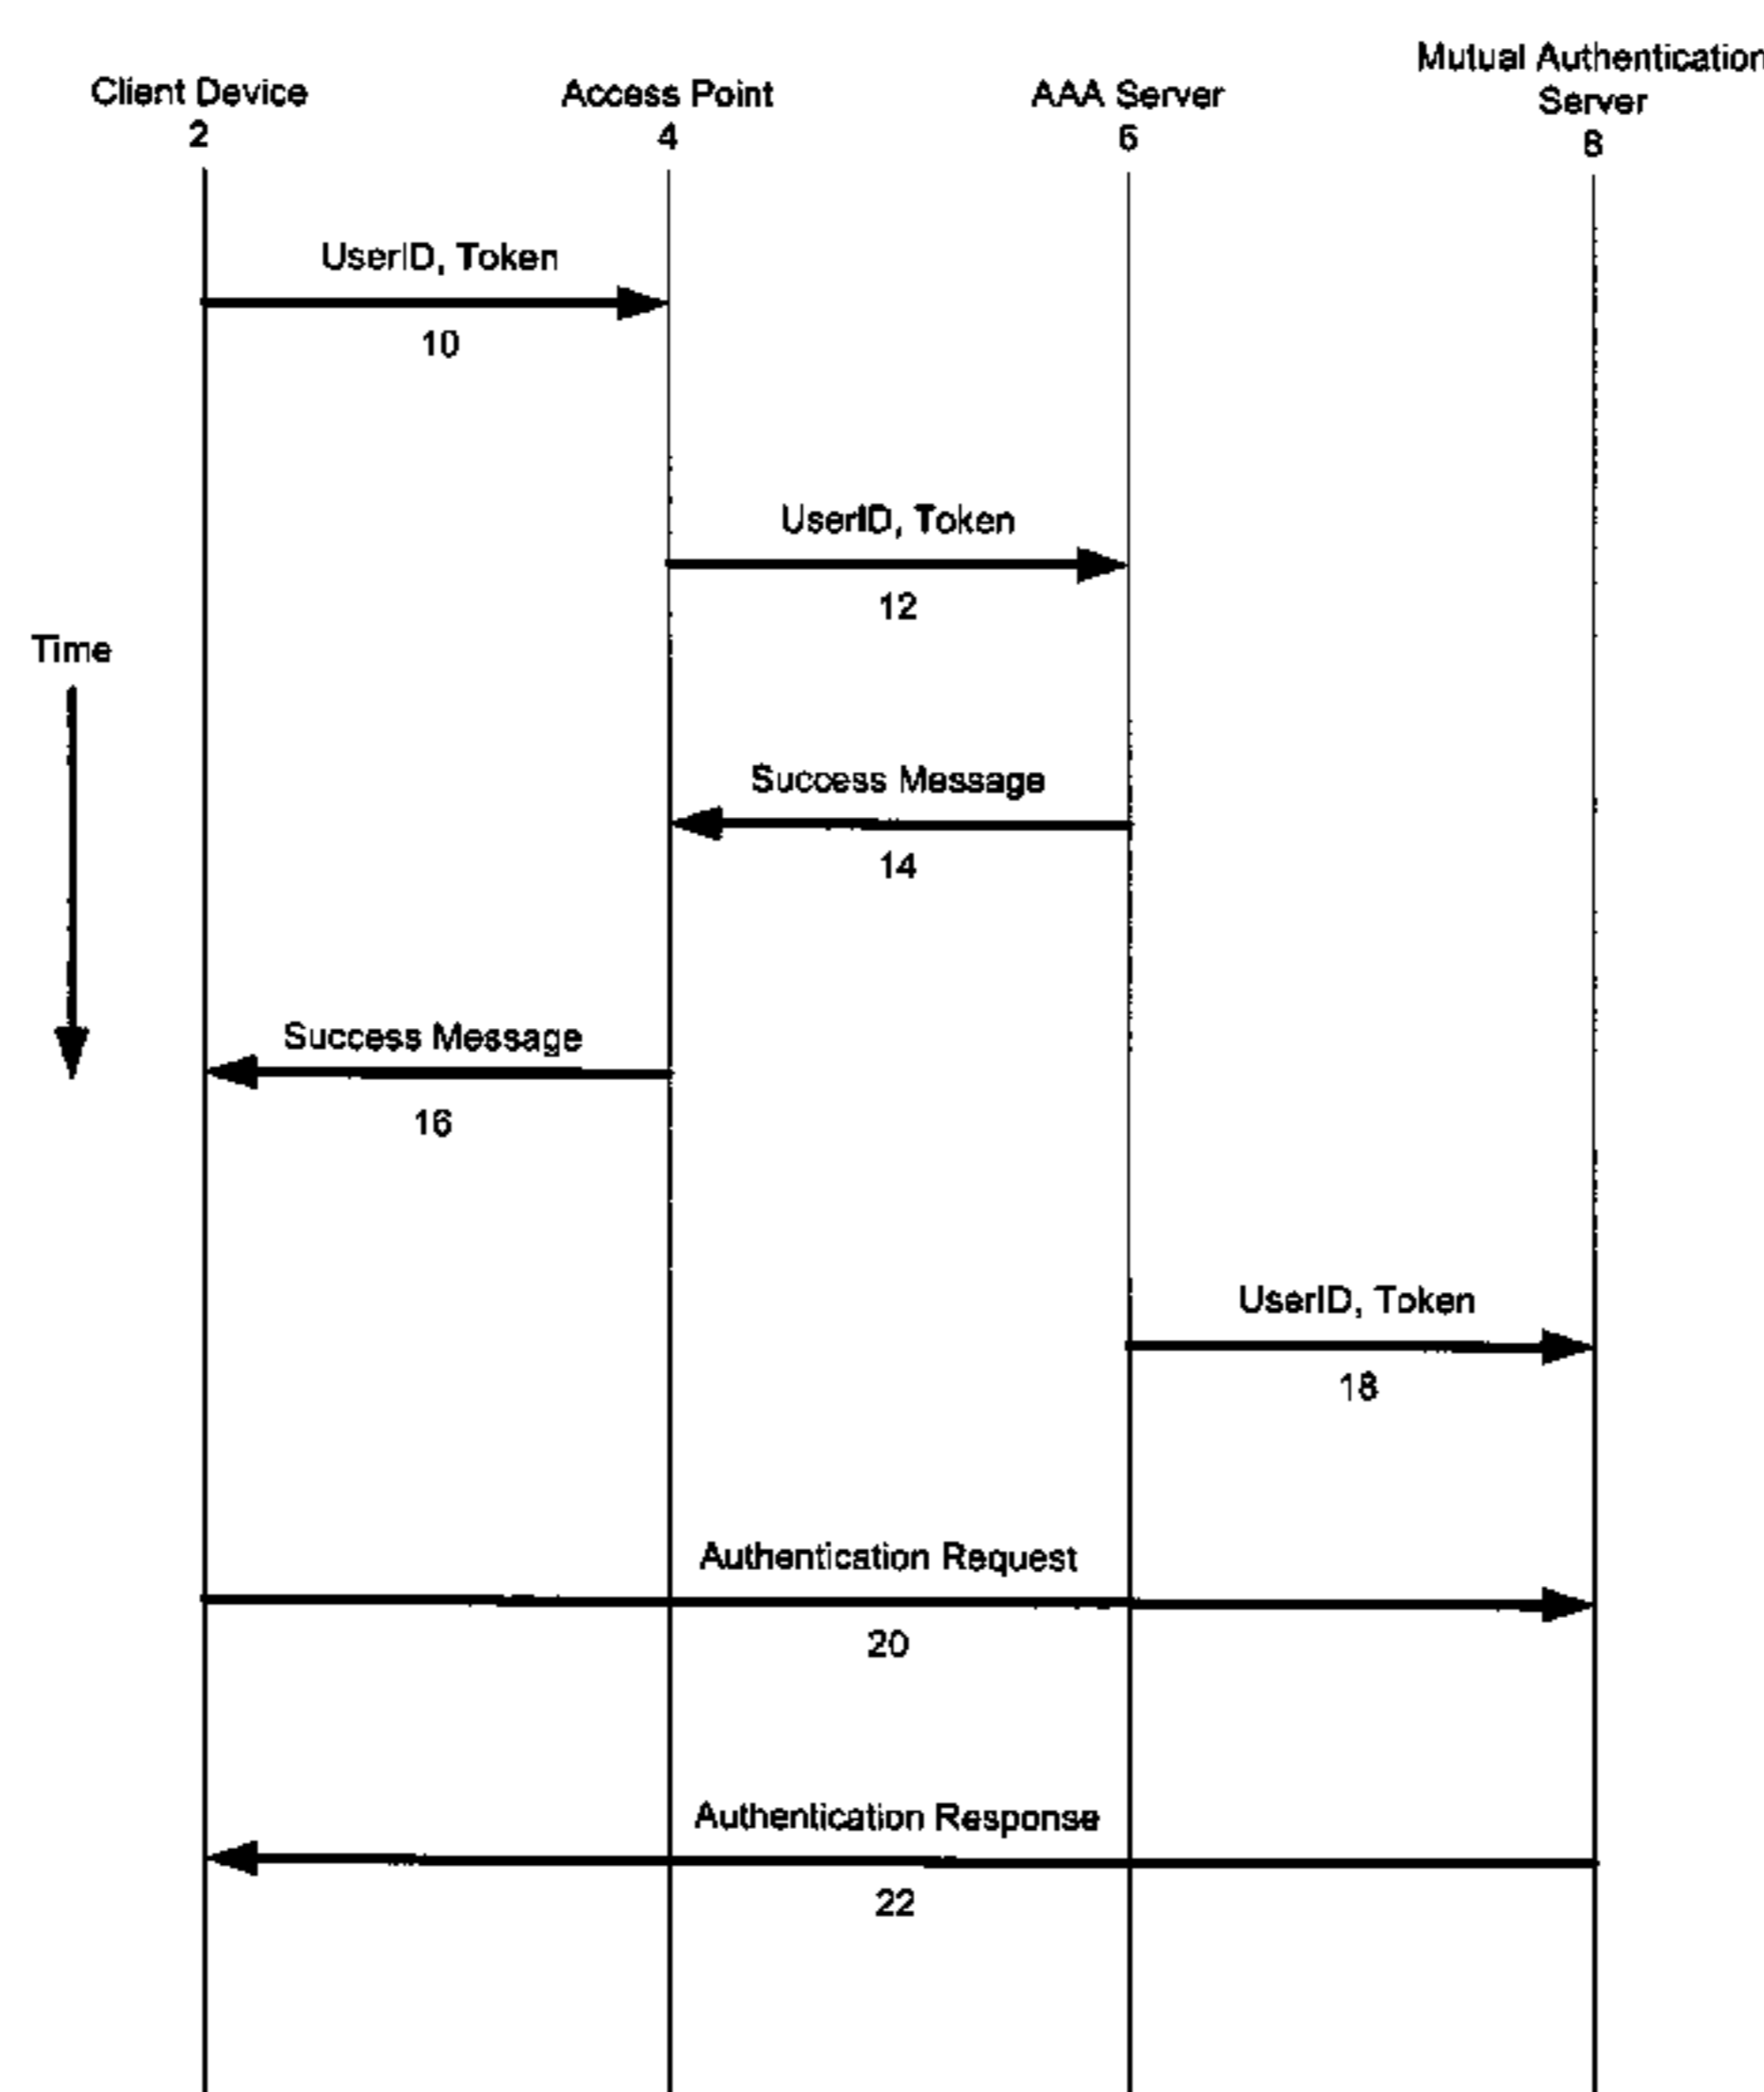 Client Device
2
Access Point
4
AAA Server
6
Mutual Authentication
Server
8
UserID, Token
10
UserID, Token
12
Time
Success Message
14
Success Message
16
UserID, Token
18
Authentication Request
20
Authentication Response
22